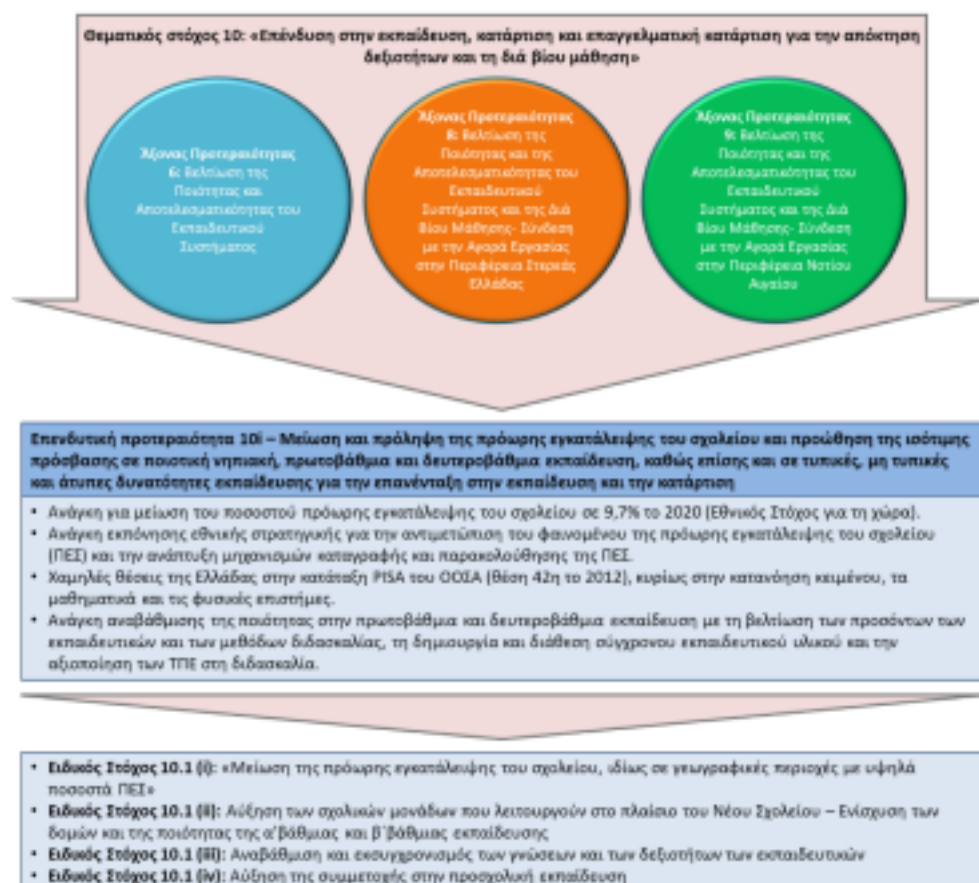 Θεματικός στόχος 10: «Επένδυση στην εκπαίδευση, κατάρτιση και επαγγελματική κατάρτιση για την απόκτηση
δεξιοτήτων και τη διά βίου μάθηση»
Άξονας Προτεραιότητας
6: Βελτίωση της
Ποιότητας και
Αποτελεσματικότητας του
Εκπαιδευτικού
Συστήματος
Άξονας Προτεραιότητας
8: Βελτίωση της
Ποιότητας και της
Αποτελεσματικότητας του
Εκπαιδευτικού
Συστήματος και της Διά
Βίου Μάθησης- Σύνδεση
με την Αγορά Εργασίας
στην Περιφέρεια Στερεάς
Ελλάδας
Άξονας Προτεραιότητας
9: Βελτίωση της
Ποιότητας και της
Αποτελεσματικότητας του
Εκπαιδευτικού
Συστήματος και της Διά
Βίου Μάθησης- Σύνδεση
με την Αγορά Εργασίας
στην Περιφέρεια Νοτίου
Αιγαίου
Επενδυτική προτεραιότητα 10i – Μείωση και πρόληψη της πρόωρης εγκατάλειψης του σχολείου και προώθηση της ισότιμης
πρόσβασης σε ποιοτική νηπιακή, πρωτοβάθμια και δευτεροβάθμια εκπαίδευση, καθώς επίσης και σε τυπικές, μη τυπικές
και άτυπες δυνατότητες εκπαίδευσης για την επανένταξη στην εκπαίδευση και την κατάρτιση
• Ανάγκη για μείωση του ποσοστού πρόωρης εγκατάλειψης του σχολείου σε 9,7% το 2020 (Εθνικός Στόχος για τη χώρα).
• Ανάγκη εκπόνησης εθνικής στρατηγικής για την αντιμετώπιση του φαινομένου της πρόωρης εγκατάλειψης του σχολείου
(ΠΕΣ) και την ανάπτυξη μηχανισμών καταγραφής και παρακολούθησης της ΠΕΣ.
• Χαμηλές θέσεις της Ελλάδας στην κατάταξη PISA του ΟΟΣΑ (θέση 42η το 2012), κυρίως στην κατανόηση κειμένου, τα
μαθηματικά και τις φυσικές επιστήμες.
• Ανάγκη αναβάθμισης της ποιότητας στην πρωτοβάθμια και δευτεροβάθμια εκπαίδευση με τη βελτίωση των προσόντων των
εκπαιδευτικών και των μεθόδων διδασκαλίας, τη δημιουργία και διάθεση σύγχρονου εκπαιδευτικού υλικού και την
αξιοποίηση των ΤΠΕ στη διδασκαλία.
• Ειδικός Στόχος 10.1 (i): «Μείωση της πρόωρης εγκατάλειψης του σχολείου, ιδίως σε γεωγραφικές περιοχές με υψηλά
ποσοστά ΠΕΣ»
• Ειδικός Στόχος 10.1 (ii): Αύξηση των σχολικών μονάδων που λειτουργούν στο πλαίσιο του Νέου Σχολείου – Ενίσχυση των
δομών και της ποιότητας της α'βάθμιας και β'βάθμιας εκπαίδευσης
• Ειδικός Στόχος 10.1 (iii): Αναβάθμιση και εκσυγχρονισμός των γνώσεων και των δεξιοτήτων των εκπαιδευτικών
• Ειδικός Στόχος 10.1 (iv): Αύξηση της συμμετοχής στην προσχολική εκπαίδευση